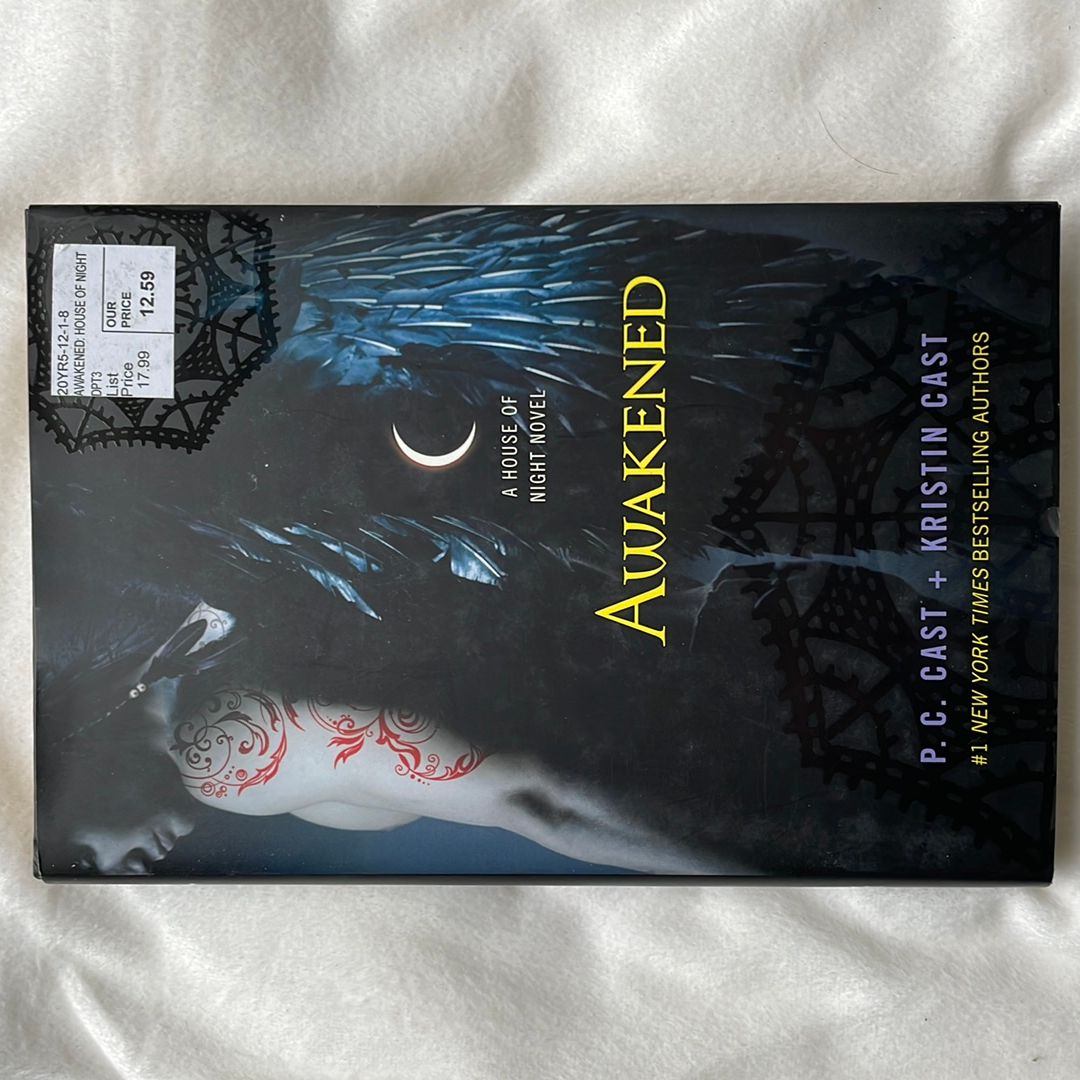 20YR5-12-1-8
AWAKENED: HOUSE OF NIGHT
DPT3
List
Price
17.99
OUR
PRICE
12.59
A HOUSE OF
NIGHT NOVEL
AWAKENED
P. C. CAST + KRISTIN CAST
#1 NEW YORK TIMES BESTSELLING AUTHORS